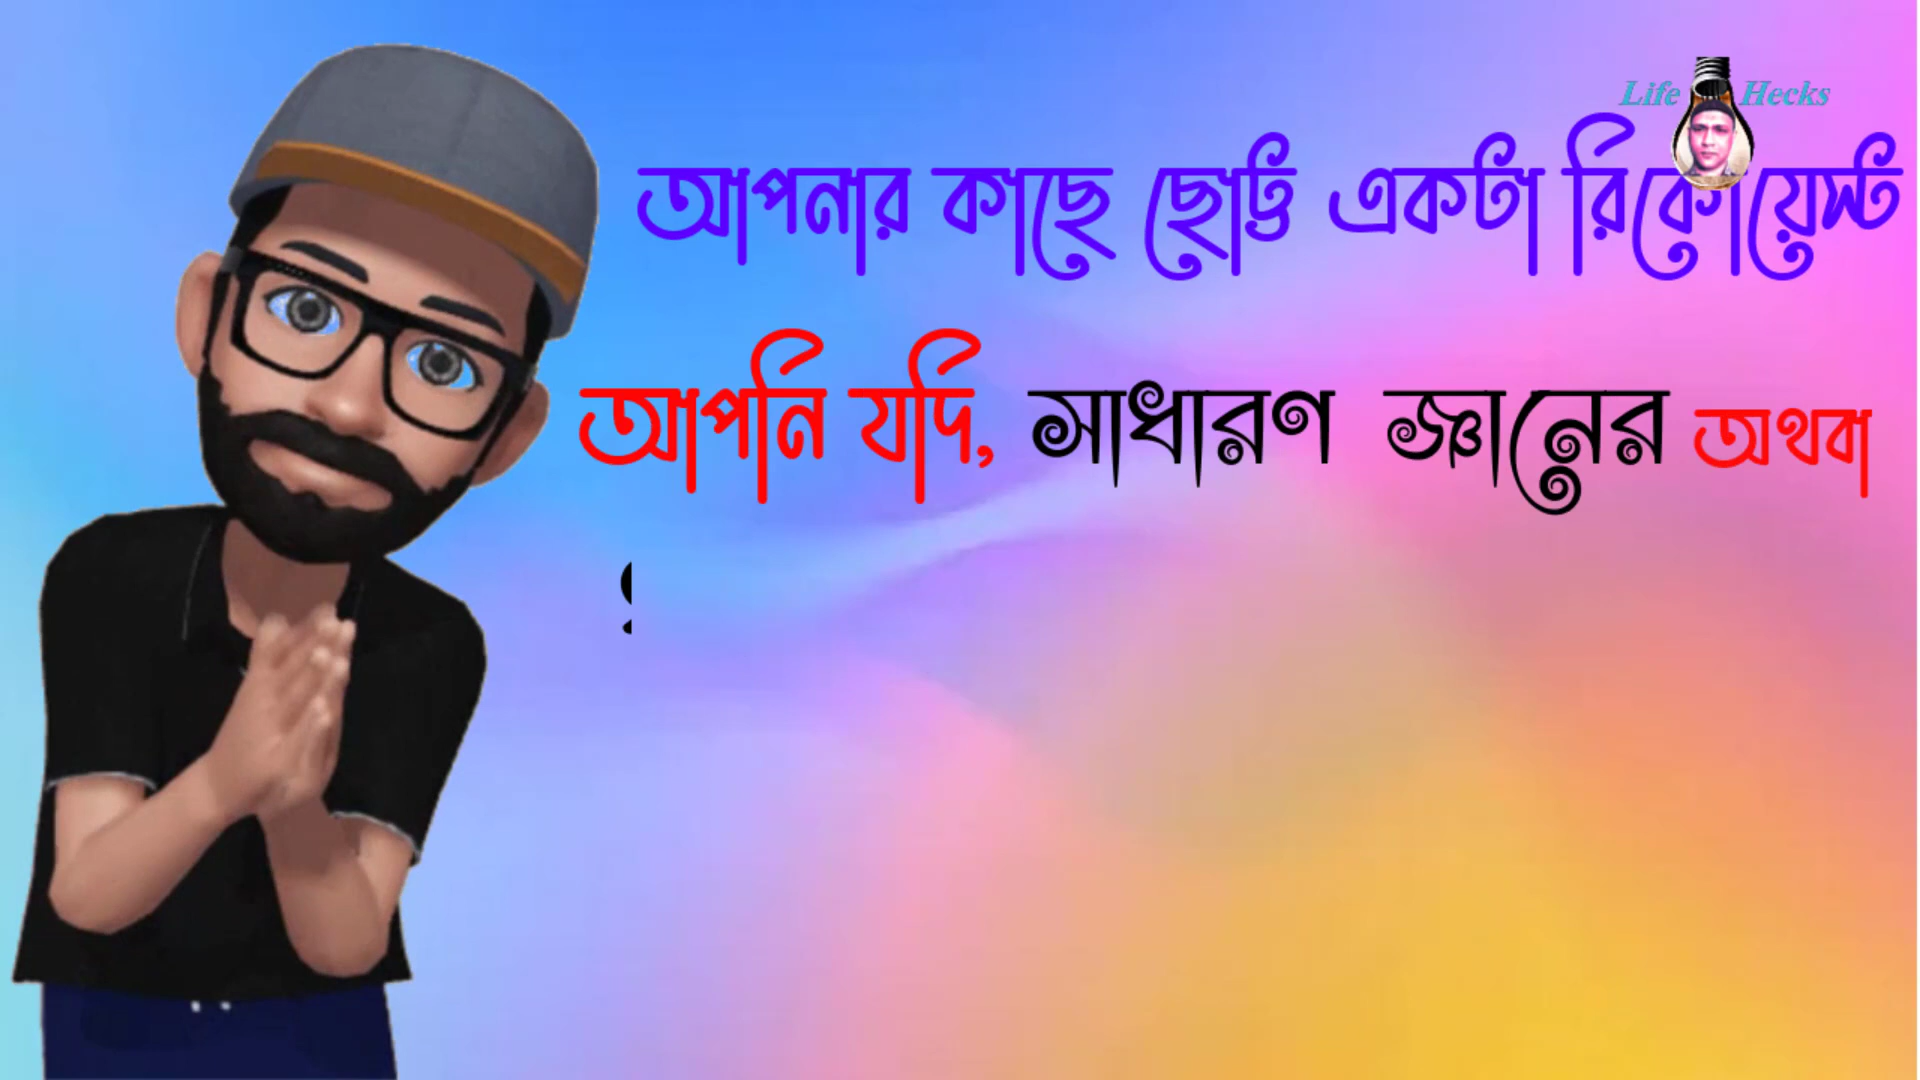 Life Hecks
আপনার কাছে ছোট্ট একটা রিকোয়েস্ট
আপনি যদি, সাধারণ জ্ঞানের অথবা